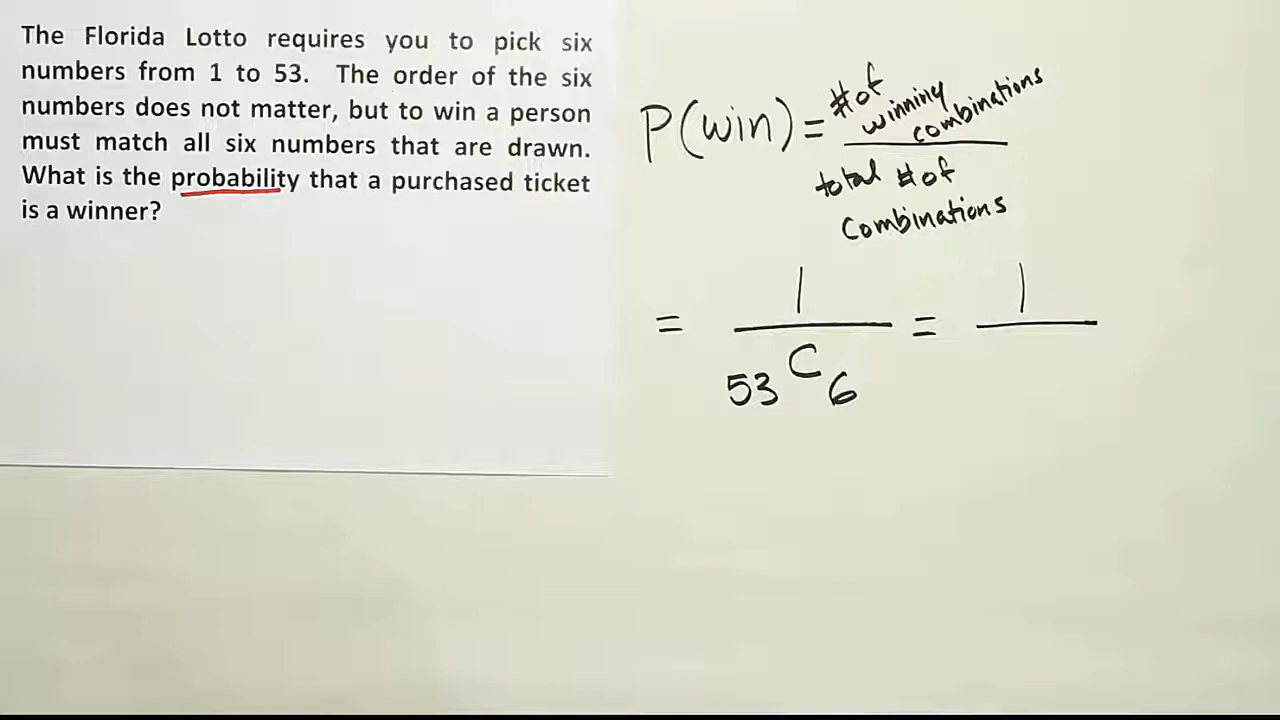 The Florida Lotto requires you to pick six
numbers from 1 to 53. The order of the six
numbers does not matter, but to win a person
must match all six numbers that are drawn.
What is the probability that a purchased ticket
is a winner?
P(win) = # of winning combinations
total # of
combinations
= 1 = 1
53 C 6